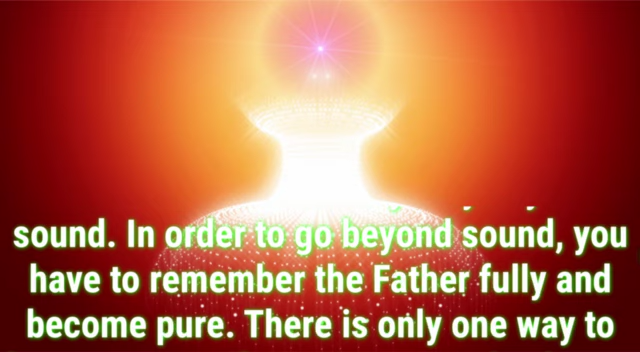 sound. In order to go beyond sound, you
have to remember the Father fully and
become pure. There is only one way to